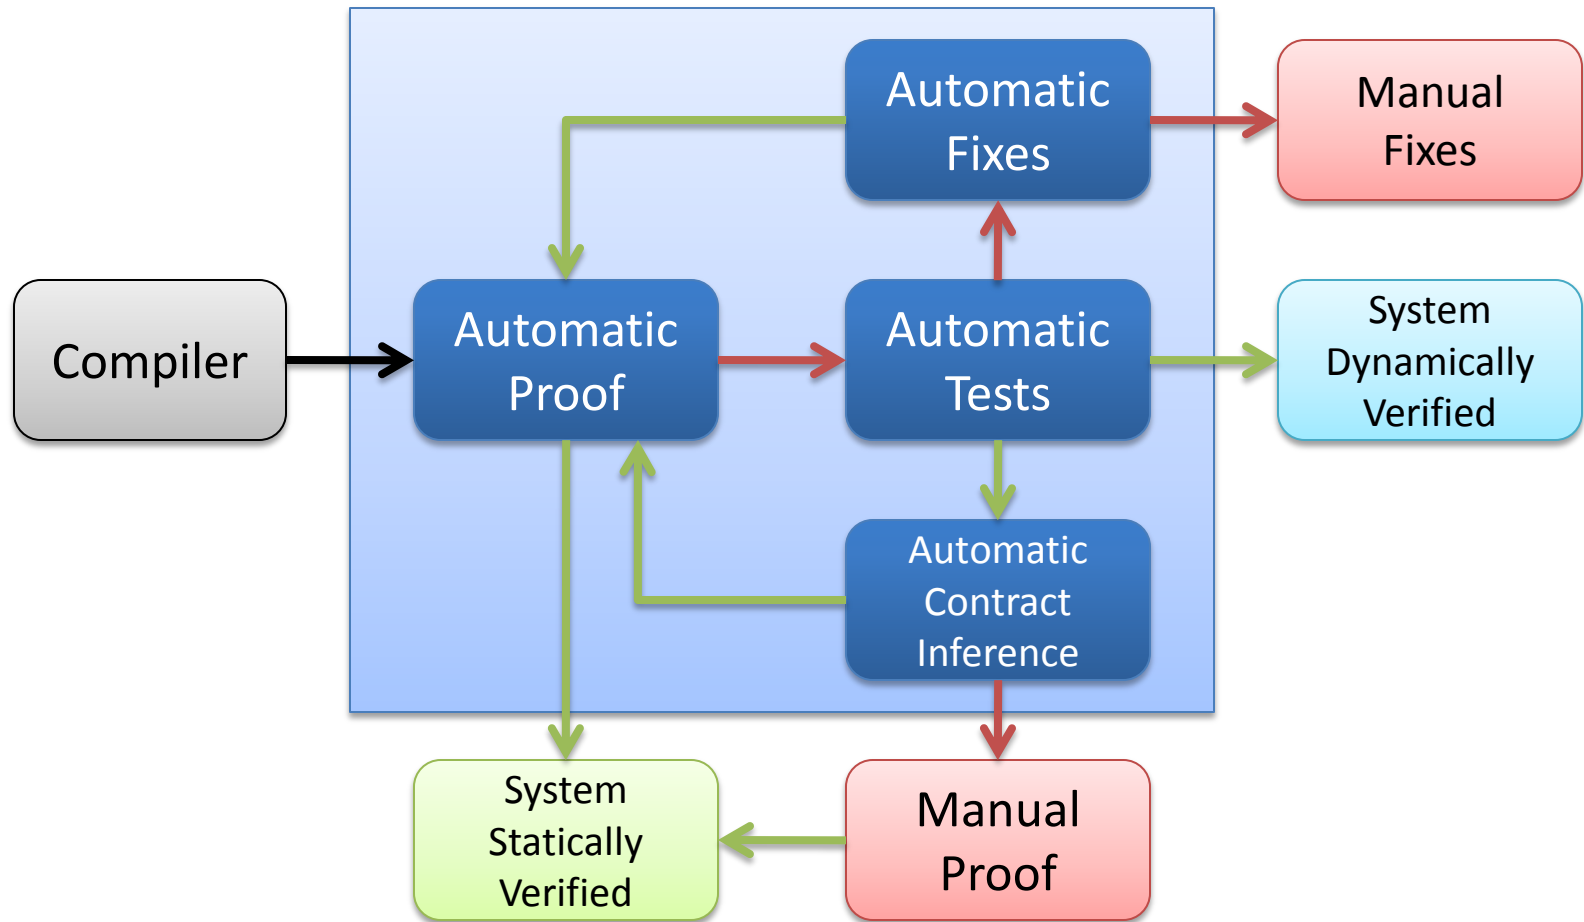 Automatic
Fixes
Manual
Fixes
Compiler
Automatic
Proof
Automatic
Tests
System
Dynamically
Verified
Automatic
Contract
Inference
System
Statically
Verified
Manual
Proof